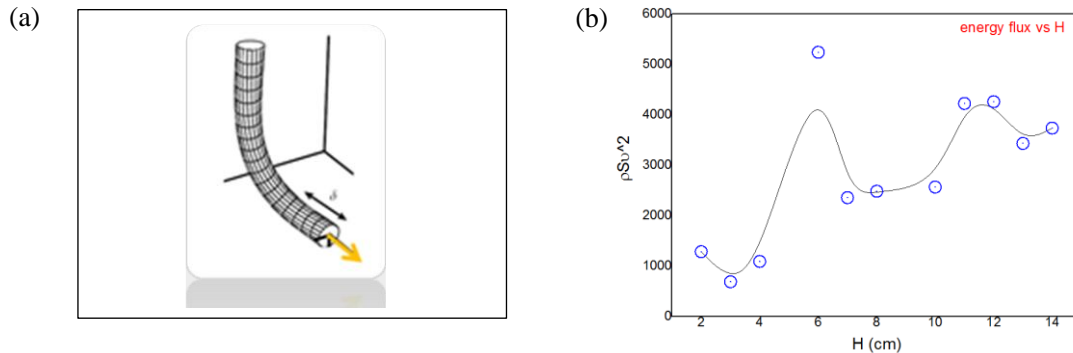 (a)
δ
(b)
energy flux vs H
6000
5000
4000
3000
2000
1000
0
ρSυ^2
2 4 6 8 10 12 14
H (cm)